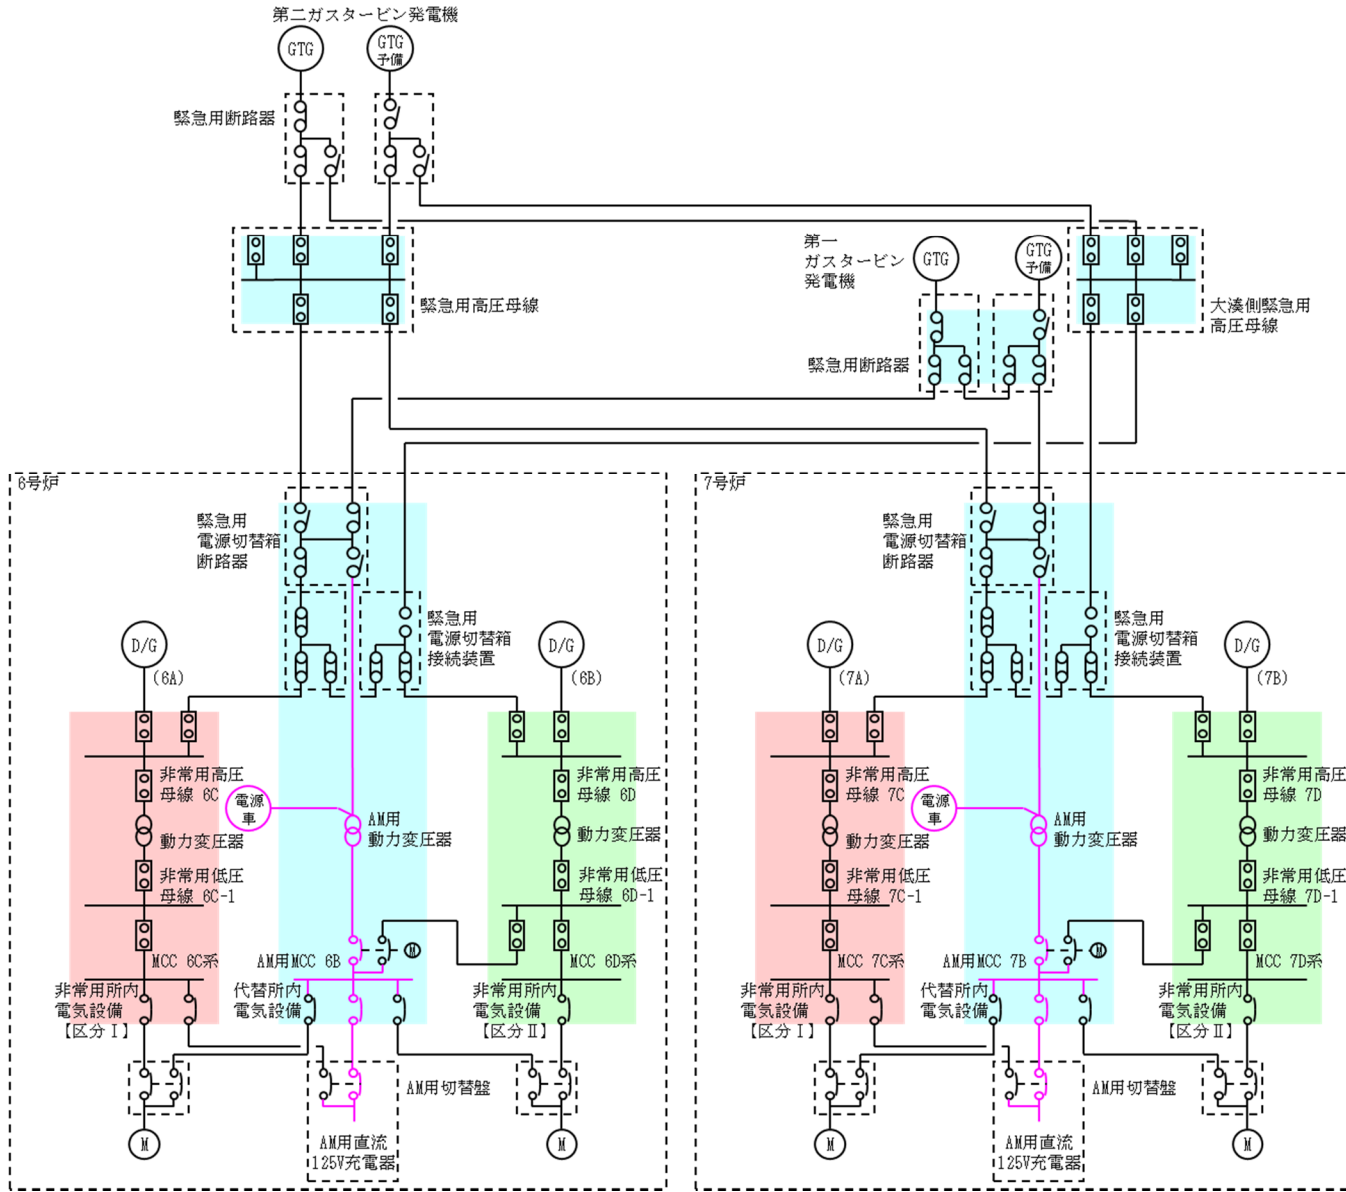 第二ガスタービン発電機
GTG
GTG
予備
緊急用断路器
第一
ガスタービン
発電機
GTG
GTG
予備
緊急用高圧母線
大湊側緊急用
高圧母線
緊急用断路器
6号炉
緊急用
電源切替箱
断路器
緊急用
電源切替箱
接続装置
D/G
(6A)
D/G
(6B)
非常用高圧
母線 6C
電源
車
AM用
動力変圧器
非常用高圧
母線 6D
動力変圧器
動力変圧器
非常用低圧
母線 6C-1
非常用低圧
母線 6D-1
MCC 6C系
AM用MCC 6B
M
MCC 6D系
非常用所内
電気設備
【区分Ⅰ】
代替所内
電気設備
非常用所内
電気設備
【区分Ⅱ】
AM用切替盤
M
AM用直流
125V充電器
M
7号炉
緊急用
電源切替箱
断路器
緊急用
電源切替箱
接続装置
D/G
(7A)
D/G
(7B)
非常用高圧
母線 7C
電源
車
AM用
動力変圧器
非常用高圧
母線 7D
動力変圧器
動力変圧器
非常用低圧
母線 7C-1
非常用低圧
母線 7D-1
MCC 7C系
AM用MCC 7B
M
MCC 7D系
非常用所内
電気設備
【区分Ⅰ】
代替所内
電気設備
非常用所内
電気設備
【区分Ⅱ】
AM用切替盤
M
AM用直流
125V充電器
M